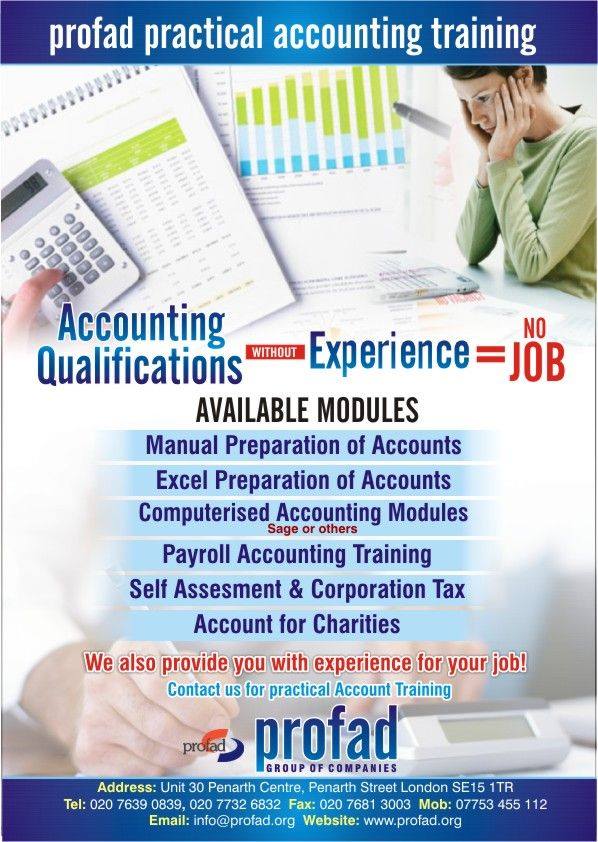 profad practical accounting training
NO VACANCY
Accounting
Qualifications
WITHOUT
Experience
=
NO
JOB
AVAILABLE MODULES
Manual Preparation of Accounts
Excel Preparation of Accounts
Computerised Accounting Modules
Sage or others
Payroll Accounting Training
Self Assesment & Corporation Tax
Account for Charities
We also provide you with experience for your job!
Contact us for practical Account Training
profad
profad
GROUP OF COMPANIES
Address: Unit 30 Penarth Centre, Penarth Street London SE15 1TR
Tel: 020 7639 0839, 020 7732 6832 Fax: 020 7681 3003 Mob: 07753 455 112
Email: info@profad.org Website: www.profad.org